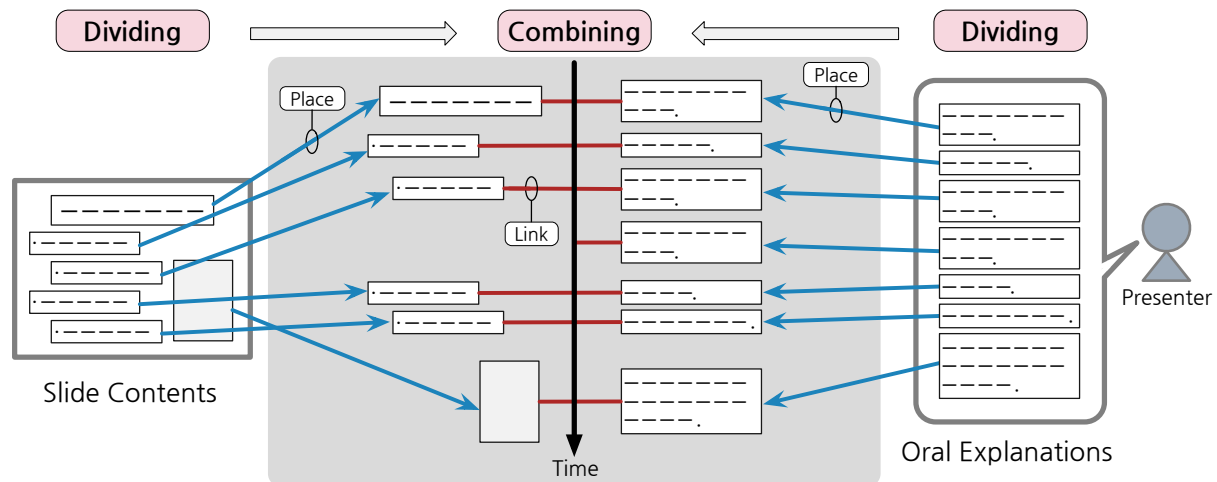 Dividing
Combining
Dividing
Place
Place
Link
Presenter
Slide Contents
Oral Explanations
Time